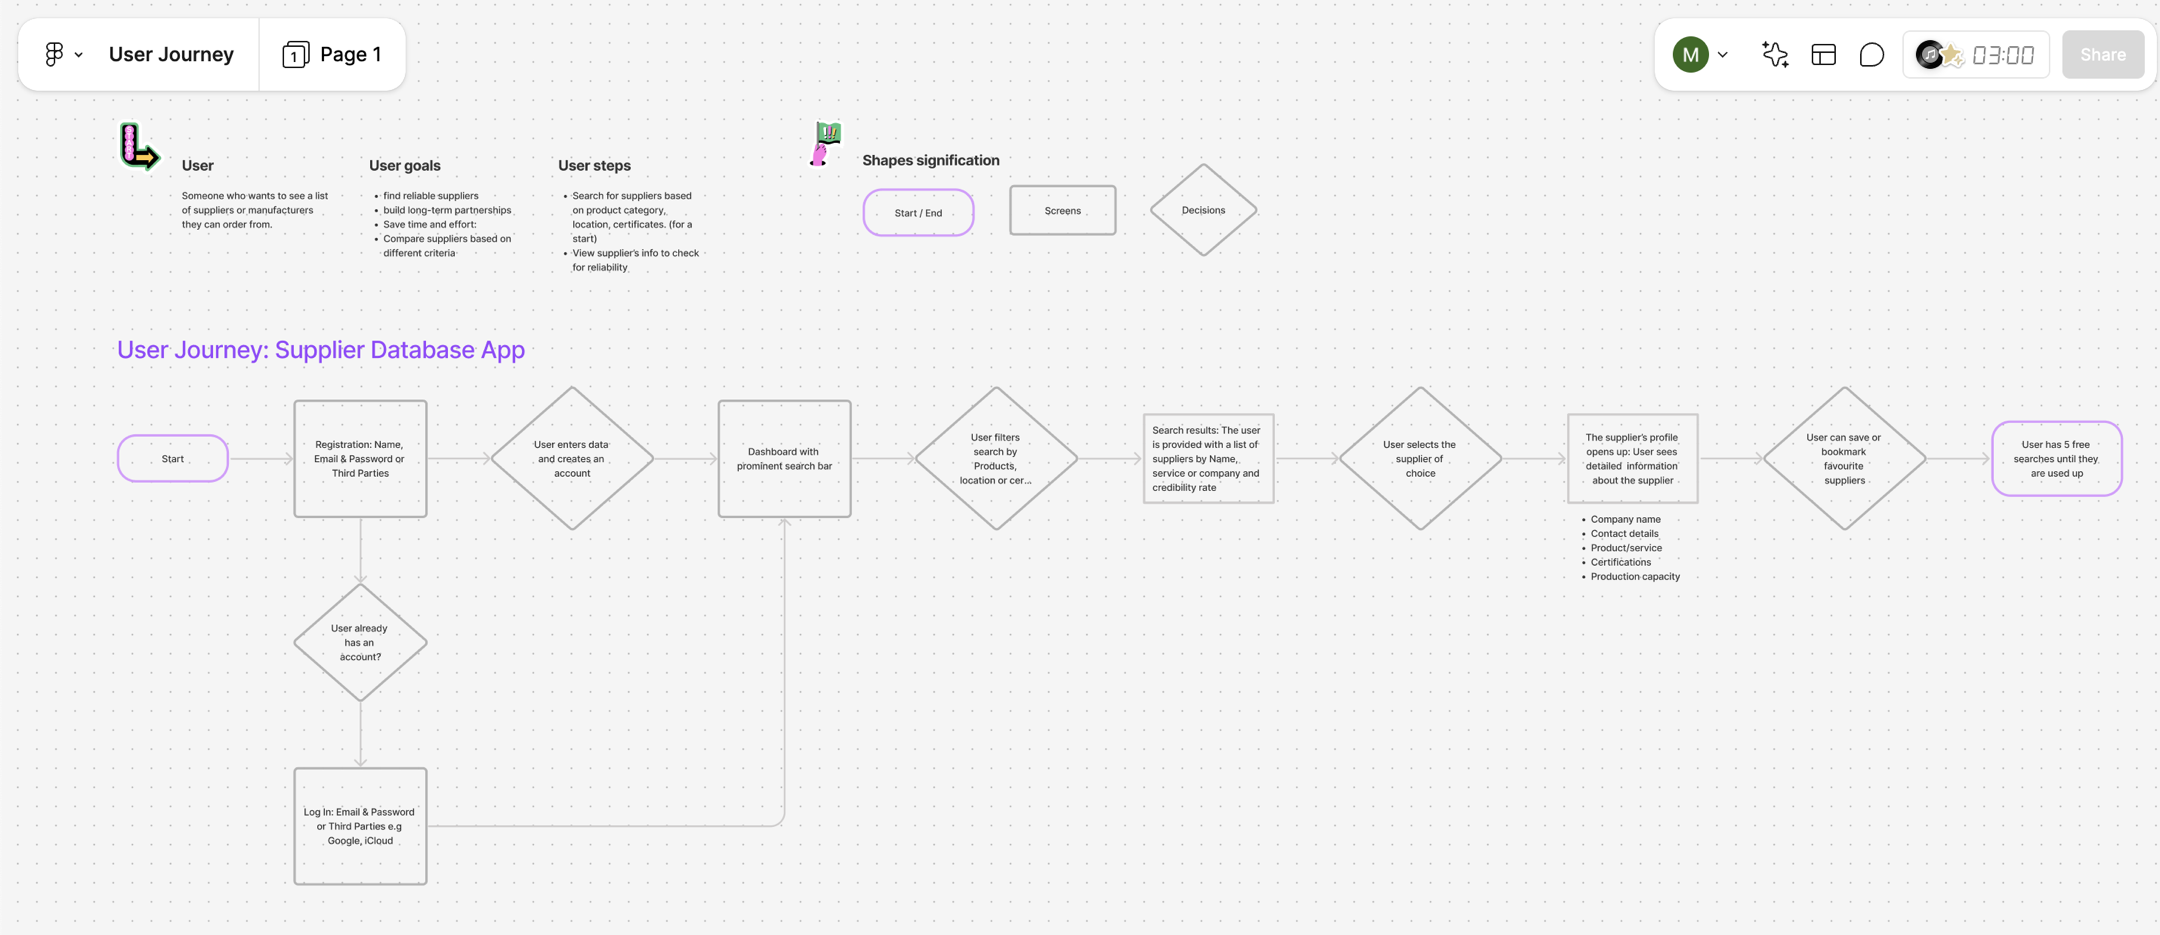 User Journey
1
Page 1
M
03:00
Share
START
User
Someone who wants to see a list
of suppliers or manufacturers
they can order from.
User goals
• find reliable suppliers
• build long-term partnerships
• Save time and effort:
• Compare suppliers based on
different criteria
User steps
• Search for suppliers based
on product category,
location, certificates. (for a
start)
• View supplier's info to check
for reliability
!!!
Shapes signification
Start / End
Screens
Decisions
User Journey: Supplier Database App
Start
Registration: Name,
Email & Password or
Third Parties
User enters data
and creates an
account
Dashboard with
prominent search bar
User filters
search by
Products,
location or cer...
Search results: The user
is provided with a list of
suppliers by Name,
service or company and
credibility rate
User selects the
supplier of
choice
The supplier's profile
opens up: User sees
detailed information
about the supplier
• Company name
• Contact details
• Product/service
• Certifications
• Production capacity
User can save or
bookmark
favourite
suppliers
User has 5 free
searches until they
are used up
User already
has an
account?
Log In: Email & Password
or Third Parties e.g
Google, iCloud